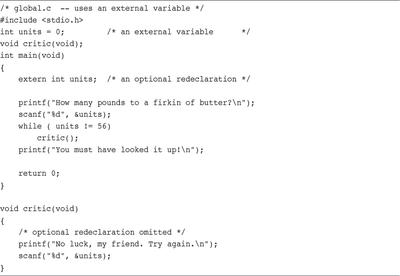 /* global.c  -- uses an external variable */
#include <stdio.h>
int units = 0;         /* an external variable      */
void critic(void);
int main(void)
{
    extern int units;  /* an optional redeclaration */

    printf("How many pounds to a firkin of butter?\n");
    scanf("%d", &units);
    while ( units != 56)
        critic();
    printf("You must have looked it up!\n");

    return 0;
}

void critic(void)
{
    /* optional redeclaration omitted */
    printf("No luck, my friend. Try again.\n");
    scanf("%d", &units);
}